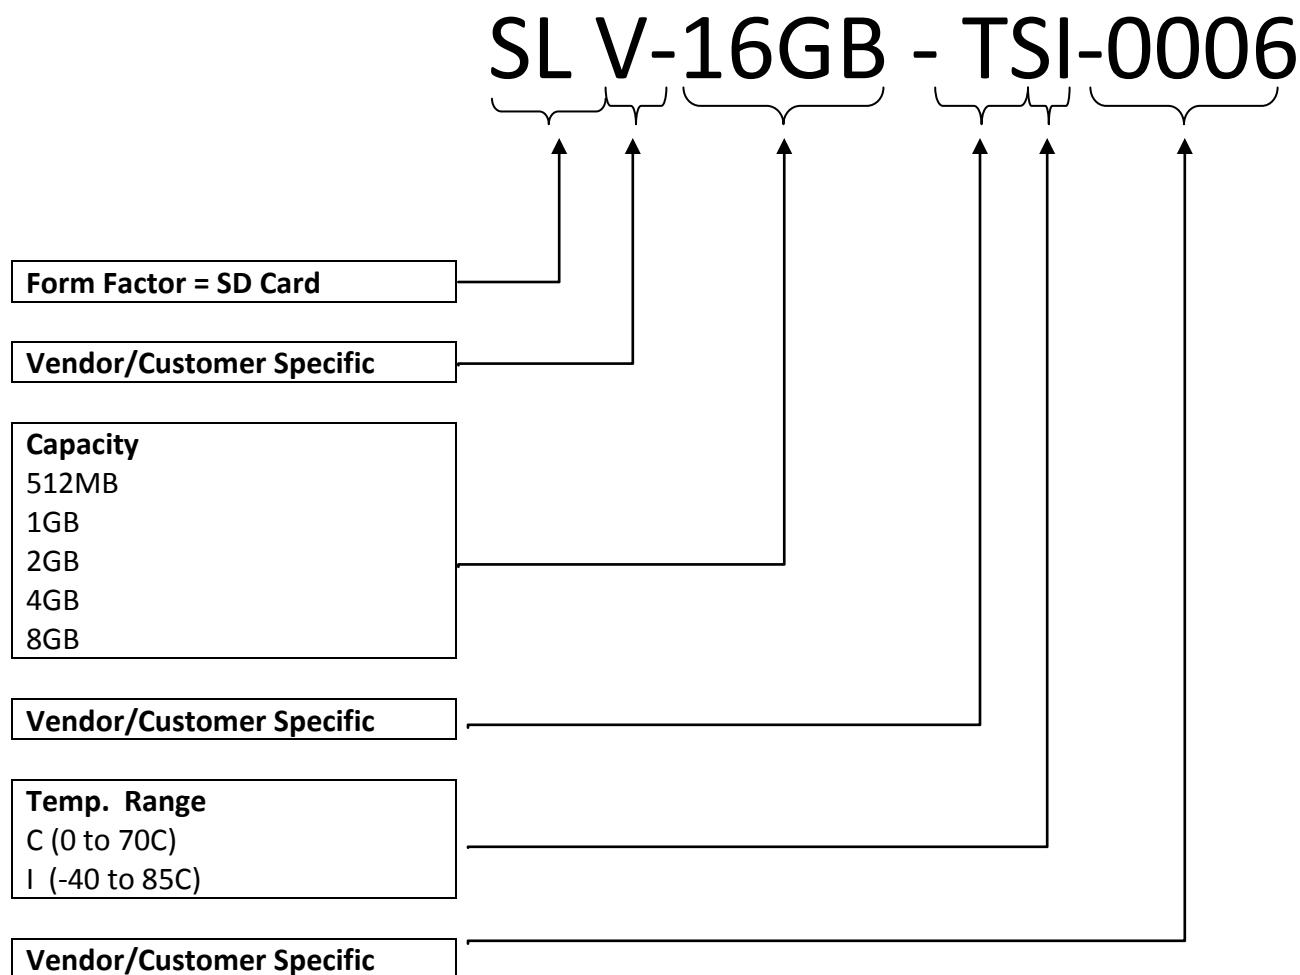 SL V-16GB - TSI-0006
Form Factor = SD Card
Vendor/Customer Specific
Capacity
512MB
1GB
2GB
4GB
8GB
Vendor/Customer Specific
Temp. Range
C (0 to 70C)
I (-40 to 85C)
Vendor/Customer Specific